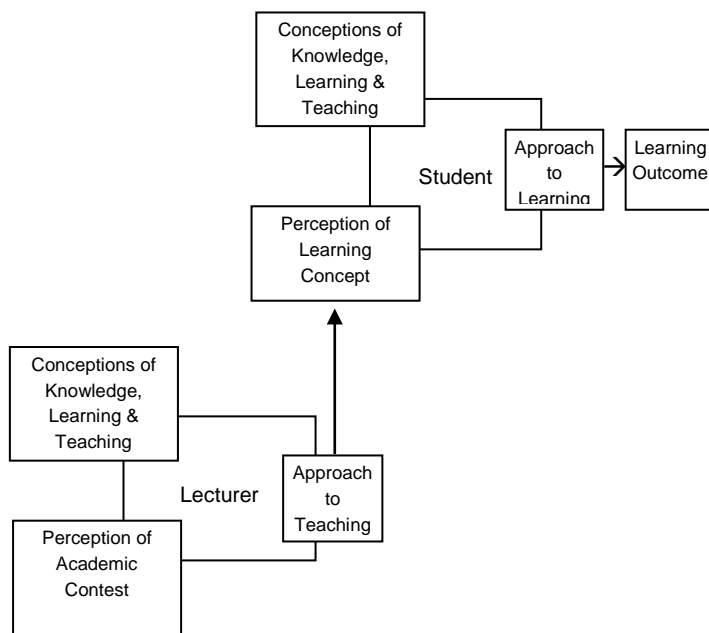 Conceptions of
Knowledge,
Learning &
Teaching
Student
Approach
to
Learning
Learning
Outcome
Perception of
Learning
Concept
Conceptions of
Knowledge,
Learning &
Teaching
Lecturer
Approach
to
Teaching
Perception of
Academic
Contest